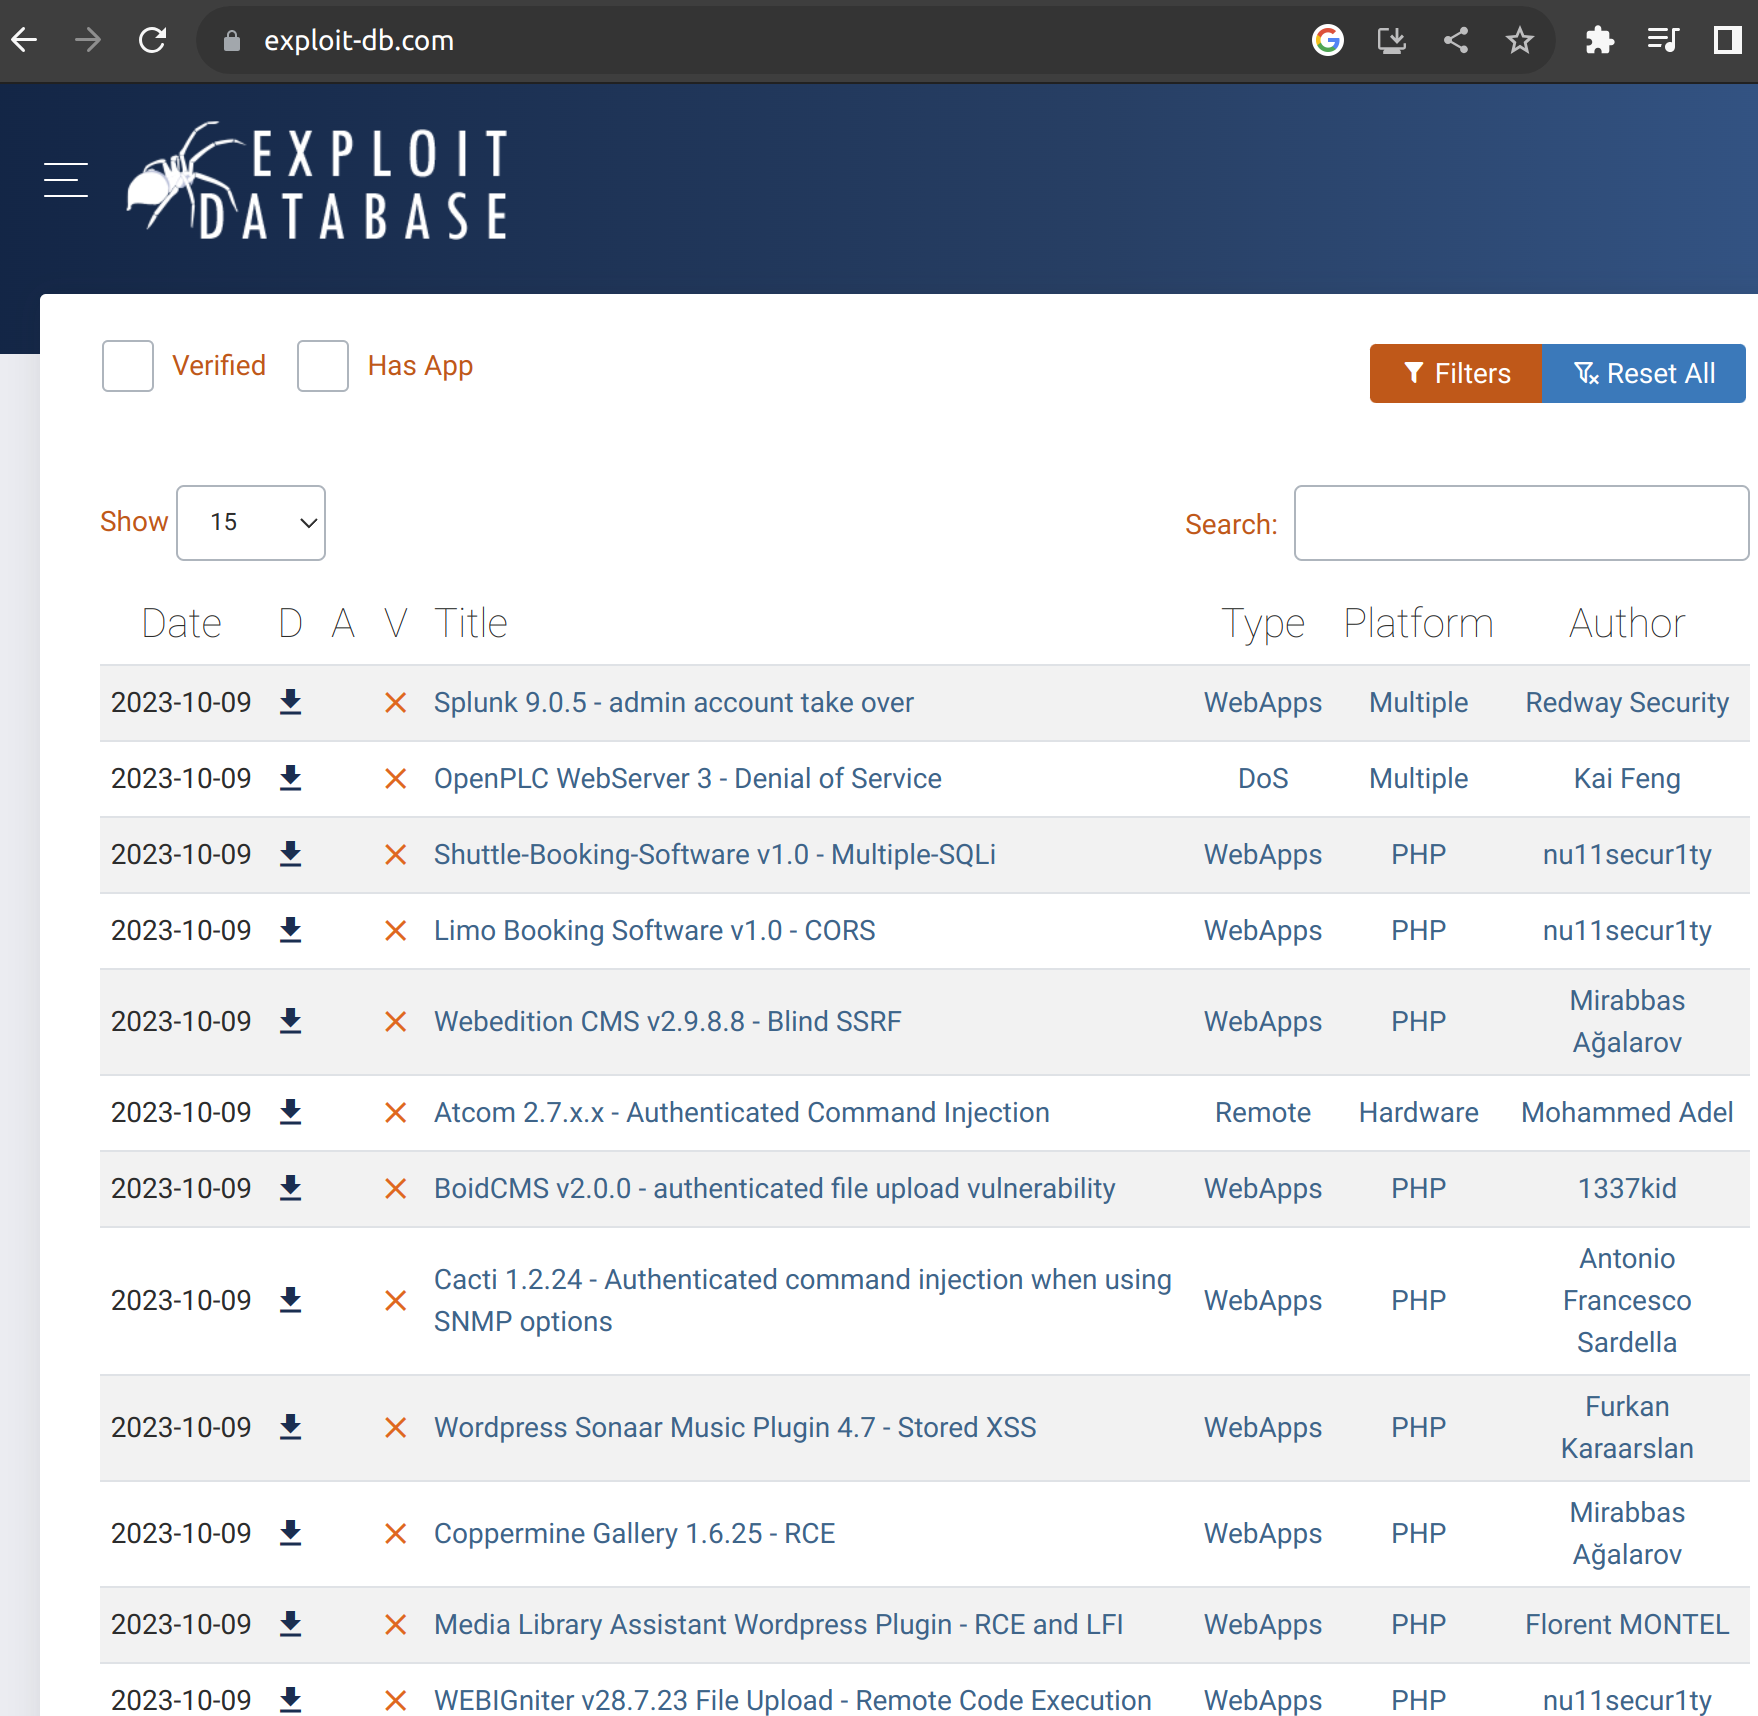 exploit-db.com
EXPLOIT
DATABASE
Verified Has App Filters Reset All
Show 15 Search:
Date D A V Title Type Platform Author
2023-10-09 Splunk 9.0.5 - admin account take over WebApps Multiple Redway Security
2023-10-09 OpenPLC WebServer 3 - Denial of Service DoS Multiple Kai Feng
2023-10-09 Shuttle-Booking-Software v1.0 - Multiple-SQLi WebApps PHP nu11secur1ty
2023-10-09 Limo Booking Software v1.0 - CORS WebApps PHP nu11secur1ty
2023-10-09 Webedition CMS v2.9.8.8 - Blind SSRF WebApps PHP Mirabbas
Ağalarov
2023-10-09 Atcom 2.7.x.x - Authenticated Command Injection Remote Hardware Mohammed Adel
2023-10-09 BoidCMS v2.0.0 - authenticated file upload vulnerability WebApps PHP 1337kid
2023-10-09 Cacti 1.2.24 - Authenticated command injection when using
SNMP options WebApps PHP Antonio
Francesco
Sardella
2023-10-09 Wordpress Sonaar Music Plugin 4.7 - Stored XSS WebApps PHP Furkan
Karaarslan
2023-10-09 Coppermine Gallery 1.6.25 - RCE WebApps PHP Mirabbas
Ağalarov
2023-10-09 Media Library Assistant Wordpress Plugin - RCE and LFI WebApps PHP Florent MONTEL
2023-10-09 WEBIGniter v28.7.23 File Upload - Remote Code Execution WebApps PHP nu11secur1ty